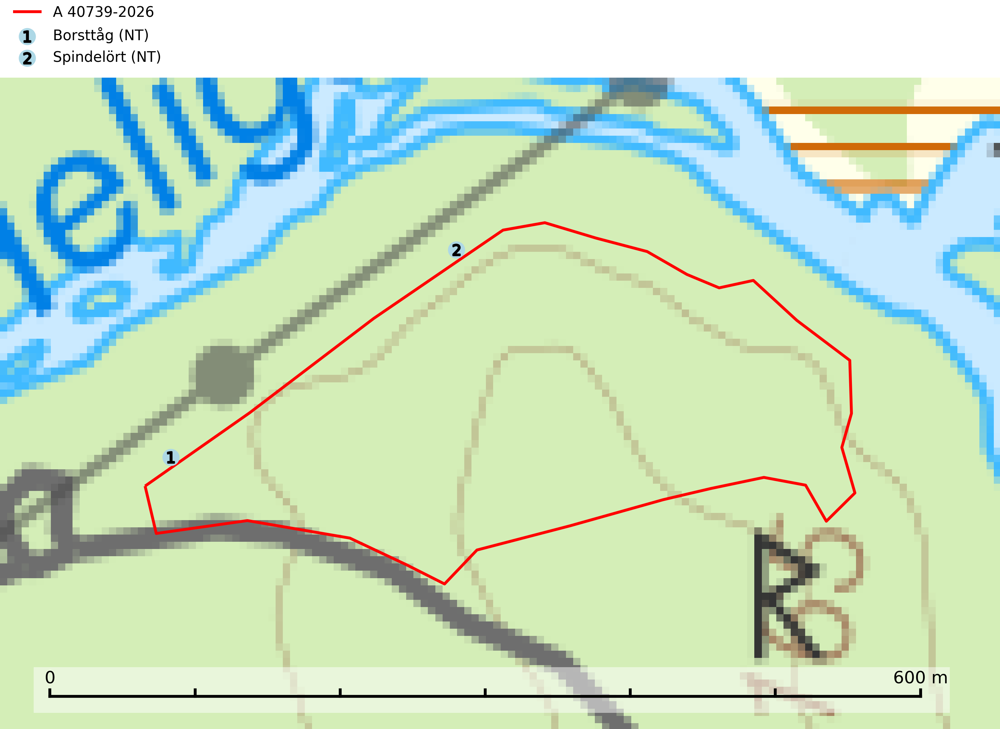 A 40739-2026
1 Borsttåg (NT)
2 Spindelört (NT)
2
1
0 600 m